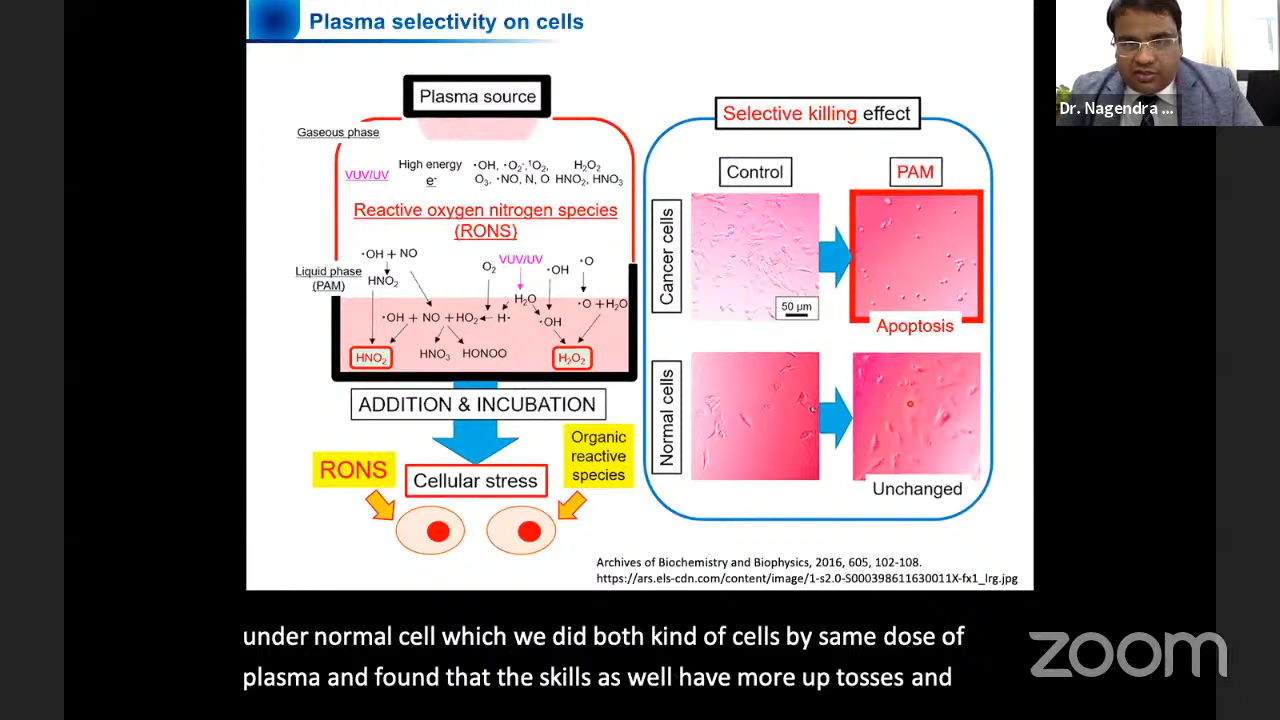 Plasma selectivity on cells
Plasma source
Gaseous phase
VUV/UV
High energy
e-
·OH, ·O₂⁻, ¹O₂,
O₃, ·NO, N, O
H₂O₂
HNO₂, HNO₃
Reactive oxygen nitrogen species
(RONS)
Liquid phase
(PAM)
·OH + NO
HNO₂
O₂
VUV/UV
·OH
·O
H₂O
·O + H₂O
·OH + NO + HO₂
H·
·OH
HNO₂
HNO₃
HONOO
H₂O₂
ADDITION & INCUBATION
RONS
Cellular stress
Organic
reactive
species
Selective killing effect
Control
PAM
Cancer cells
50 μm
Apoptosis
Normal cells
Unchanged
Archives of Biochemistry and Biophysics, 2016, 605, 102-108.
https://ars.els-cdn.com/content/image/1-s2.0-S000398611630011X-fx1_lrg.jpg
Dr. Nagendra ...
under normal cell which we did both kind of cells by same dose of
plasma and found that the skills as well have more up tosses and
zoom